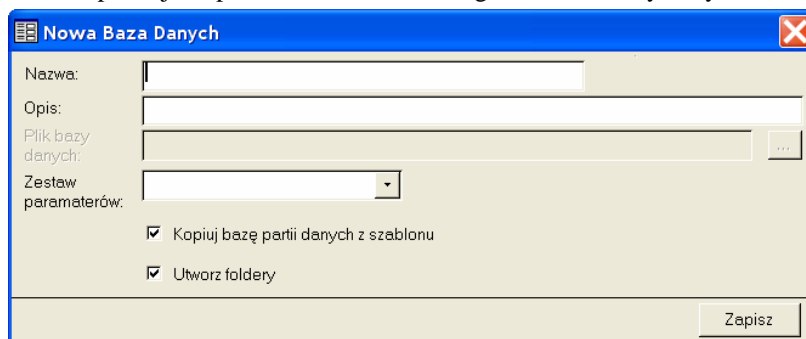 Nowa Baza Danych
Nazwa:
Opis:
Plik bazy
danych:
...
Zestaw
paramaterów:
Kopiuj bazę partii danych z szablonu
Utworz foldery
Zapisz